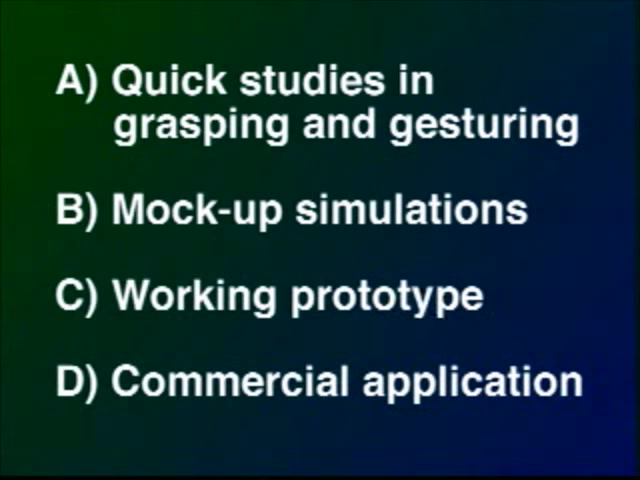 A) Quick studies in
grasping and gesturing
B) Mock-up simulations
C) Working prototype
D) Commercial application